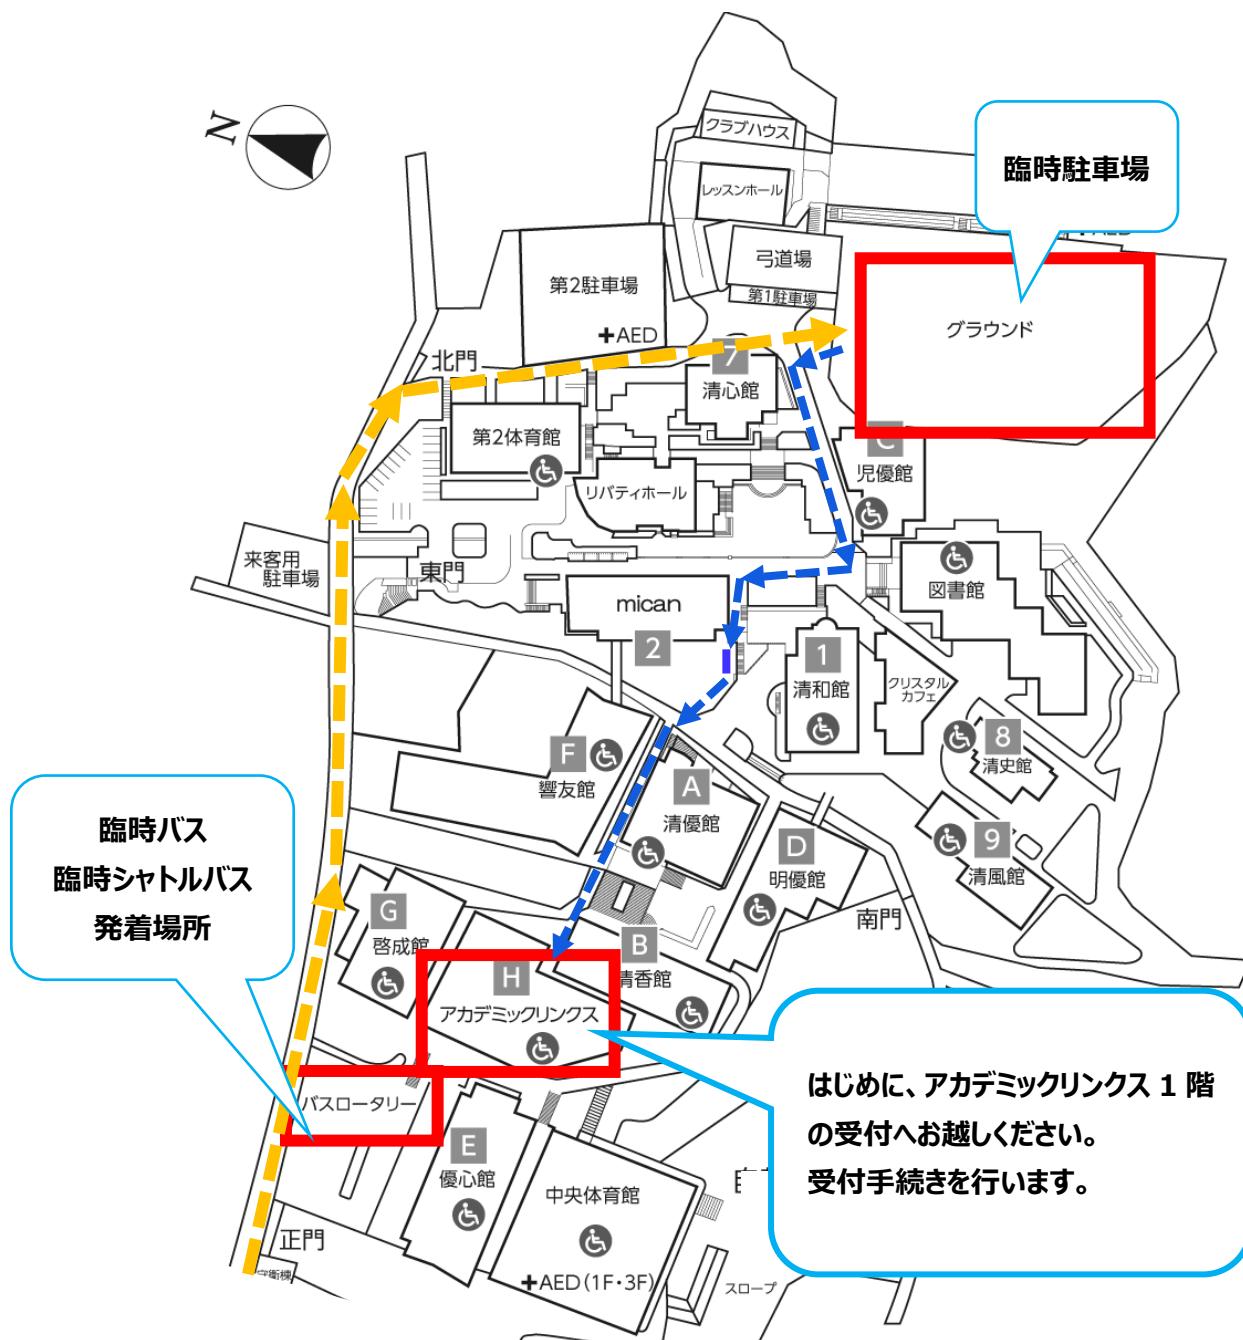 N
クラブハウス
臨時駐車場
レッスンホール
弓道場
第2駐車場
第1駐車場
✚AED
グラウンド
北門
7
清心館
第2体育館
C
児優館
リバティホール
来客用
駐車場
東門
図書館
mican
2
1
清和館
クリスタル
カフェ
8
清史館
F
響友館
A
清優館
臨時バス
臨時シャトルバス
発着場所
D
明優館
9
清風館
南門
G
啓成館
B
清香館
H
アカデミックリンクス
はじめに、アカデミックリンクス 1 階
の受付へお越しください。
受付手続きを行います。
バスロータリー
E
優心館
中央体育館
正門
守衛棟
✚AED(1F・3F)
スロープ